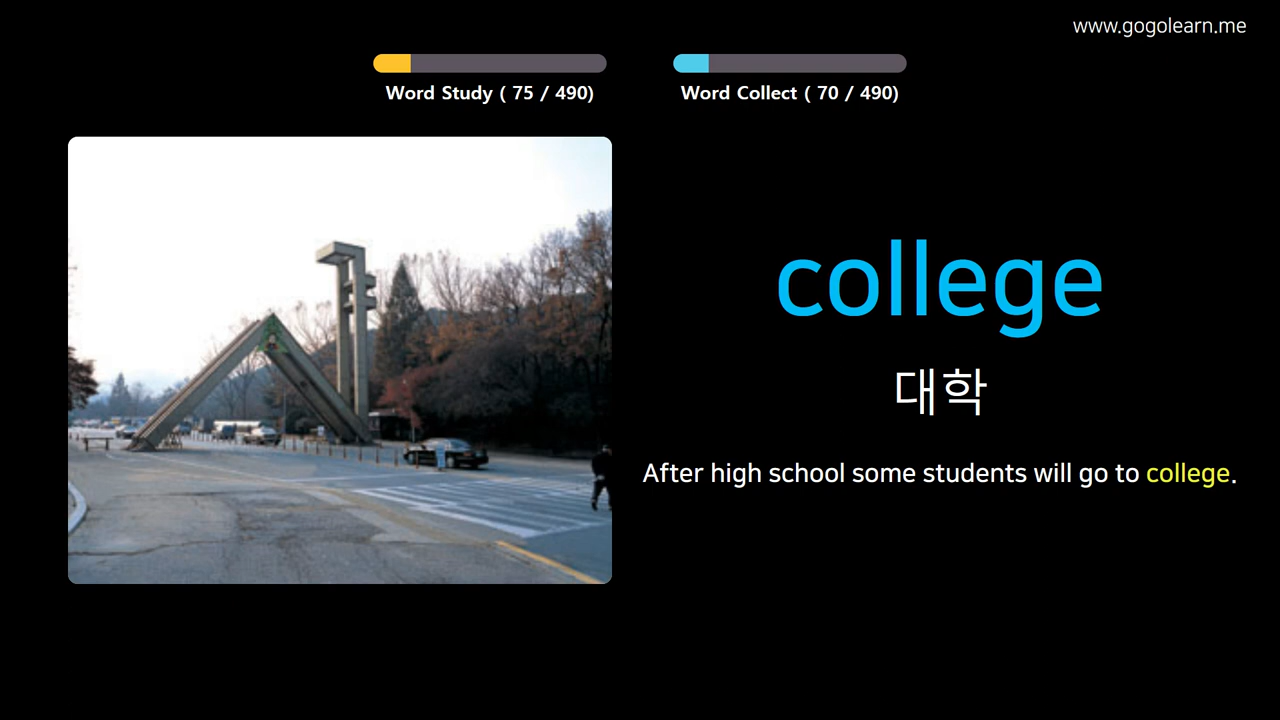 www.gogolearn.me
Word Study ( 75 / 490)
Word Collect ( 70 / 490)
college
대학
After high school some students will go to college.